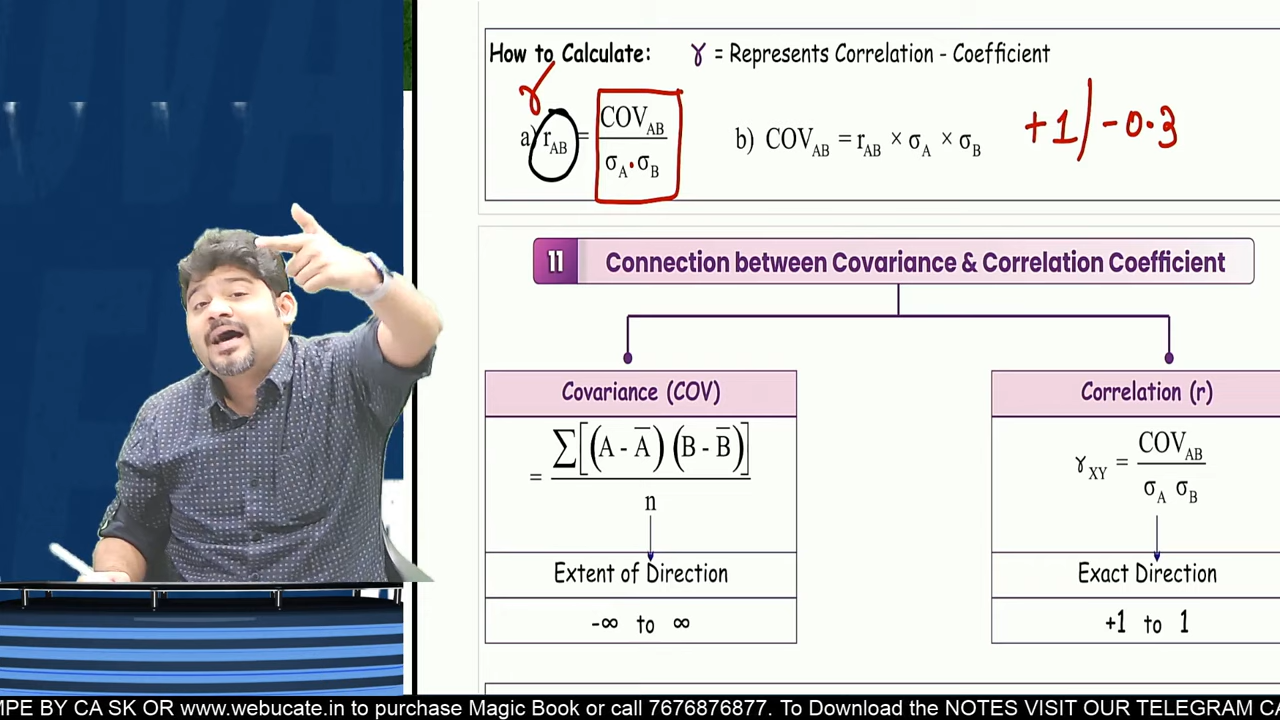 How to Calculate: ɤ = Represents Correlation - Coefficient
ɤ
a) r_AB = COV_AB / σ_A · σ_B
b) COV_AB = r_AB × σ_A × σ_B
+1 / -0.3
11 Connection between Covariance & Correlation Coefficient
Covariance (COV)
= ∑[(A - A̅) (B - B̅)] / n
Extent of Direction
-∞ to ∞
Correlation (r)
ɤ_XY = COV_AB / σ_A σ_B
Exact Direction
+1 to 1
MPE BY CA SK OR www.webucate.in to purchase Magic Book or call 7676876877. To Download the NOTES VISIT OUR TELEGRAM CA